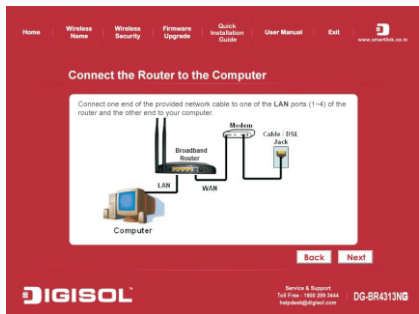 Home
Wireless Name
Wireless Security
Firmware Upgrade
Quick Installation Guide
User Manual
Exit
www.smartlink.co.in
Connect the Router to the Computer
Connect one end of the provided network cable to one of the LAN ports (1~4) of the
router and the other end to your computer.
Modem
Cable / DSL
Jack
Broadband
Router
LAN
WAN
Computer
Back
Next
DIGISOL
Service & Support
Toll Free - 1800 209 3444
helpdesk@digisol.com
DG-BR4313NG